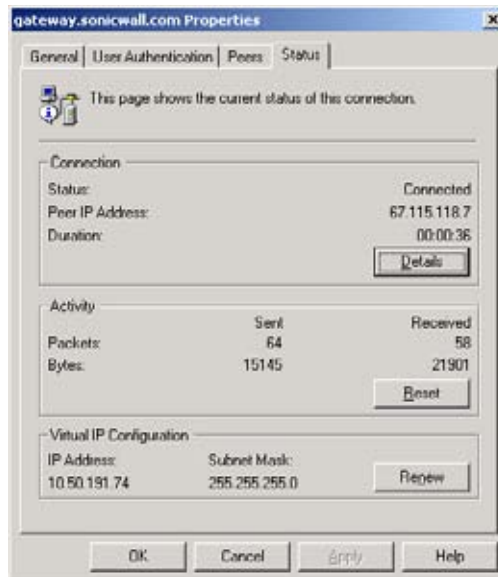 gateway.sonicwall.com Properties
General User Authentication Peers Status
This page shows the current status of this connection.
Connection
Status: Connected
Peer IP Address: 67.115.118.7
Duration: 00:00:36
Details
Activity
Sent Received
Packets: 64 58
Bytes: 15145 21901
Reset
Virtual IP Configuration
IP Address: Subnet Mask:
10.50.191.74 255.255.255.0
Renew
OK Cancel Apply Help